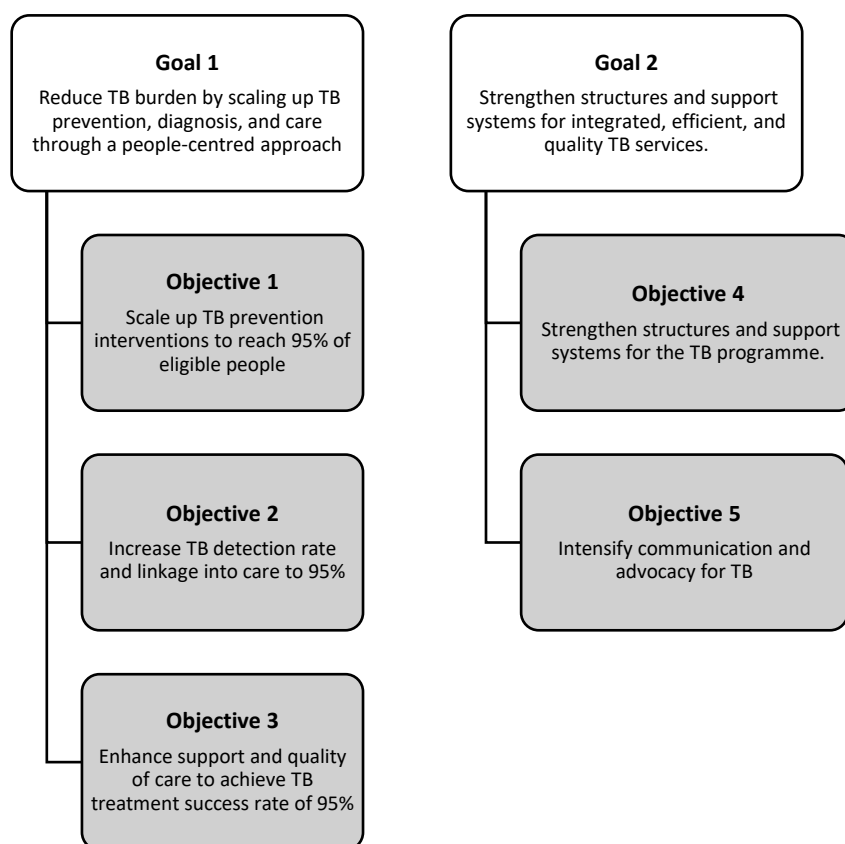 Goal 1
Reduce TB burden by scaling up TB
prevention, diagnosis, and care
through a people-centred approach
Objective 1
Scale up TB prevention
interventions to reach 95% of
eligible people
Objective 2
Increase TB detection rate
and linkage into care to 95%
Objective 3
Enhance support and quality
of care to achieve TB
treatment success rate of 95%
Goal 2
Strengthen structures and support
systems for integrated, efficient, and
quality TB services.
Objective 4
Strengthen structures and support
systems for the TB programme.
Objective 5
Intensify communication and
advocacy for TB